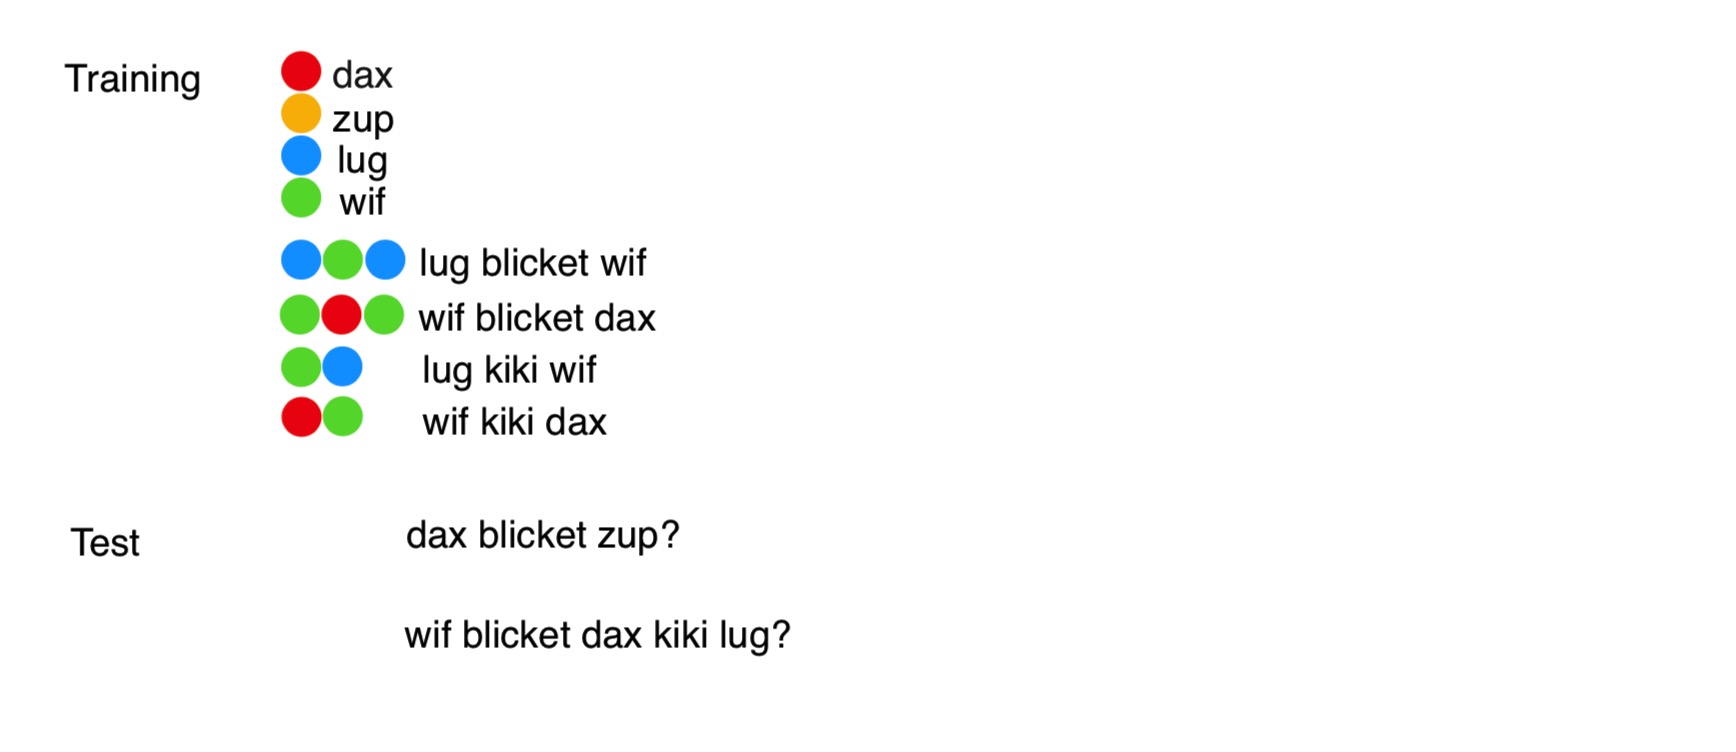 Training
dax
zup
lug
wif
lug blicket wif
wif blicket dax
lug kiki wif
wif kiki dax
Test
dax blicket zup?
wif blicket dax kiki lug?